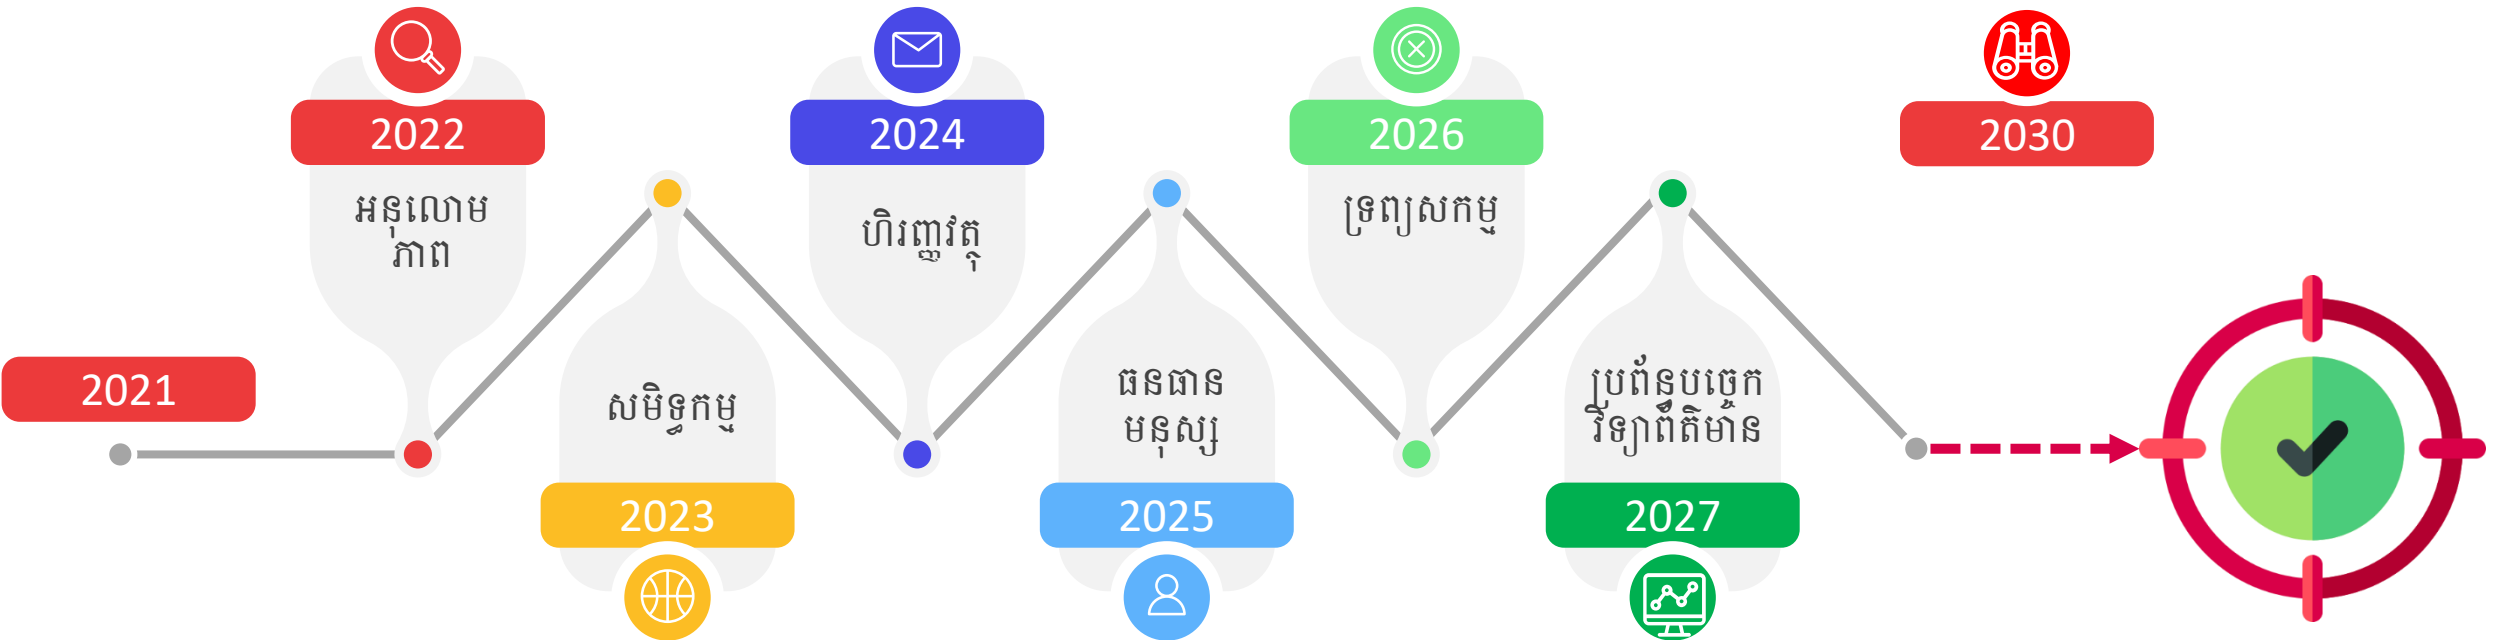 2021
2022
អនុលោម
ភាព
2023
សមិទ្ធកម្ម
2024
ហិរញ្ញវត្ថុ
2025
ធនធាន
មនុស្ស
2026
ទ្រព្យសកម្ម
2027
ប្រព័ន្ធបច្ចេក
វិទ្យាព័ត៌មាន
2030